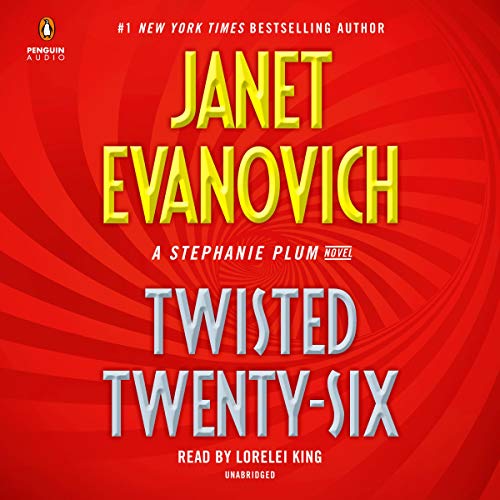 Penguin
Audio
#1 NEW YORK TIMES BESTSELLING AUTHOR
JANET
EVANOVICH
A STEPHANIE PLUM NOVEL
TWISTED
TWENTY-SIX
READ BY LORELEI KING
UNABRIDGED